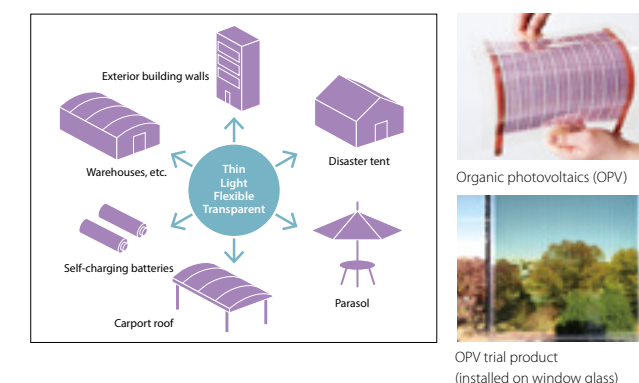 Exterior building walls
Warehouses, etc.
Disaster tent
Thin
Light
Flexible
Transparent
Self-charging batteries
Parasol
Carport roof
Organic photovoltaics (OPV)
OPV trial product
(installed on window glass)